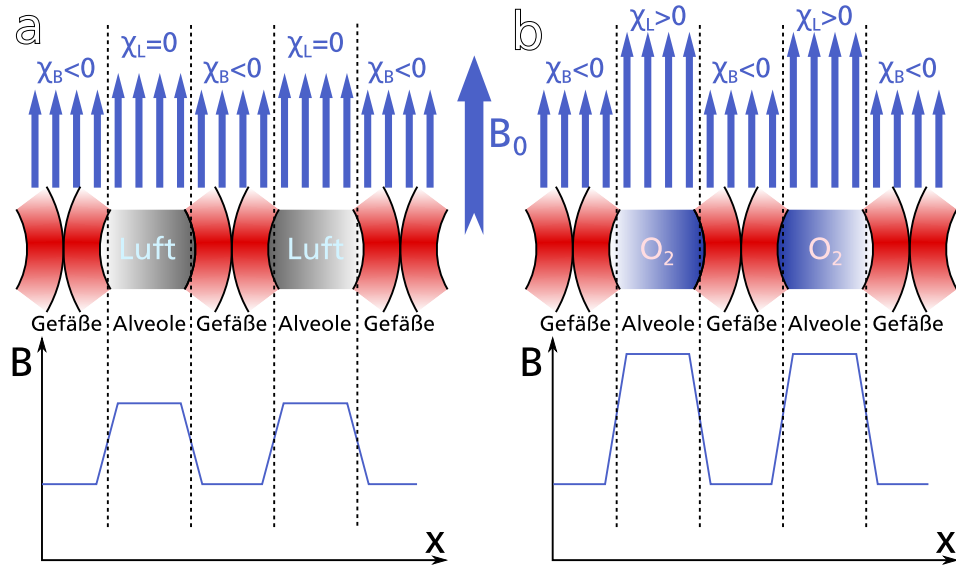 a
χL=0 χL=0
χB<0 χB<0 χB<0
B0
Luft Luft
Gefäße Alveole Gefäße Alveole Gefäße
B
x
b
χL>0 χL>0
χB<0 χB<0 χB<0
O2 O2
Gefäße Alveole Gefäße Alveole Gefäße
B
x